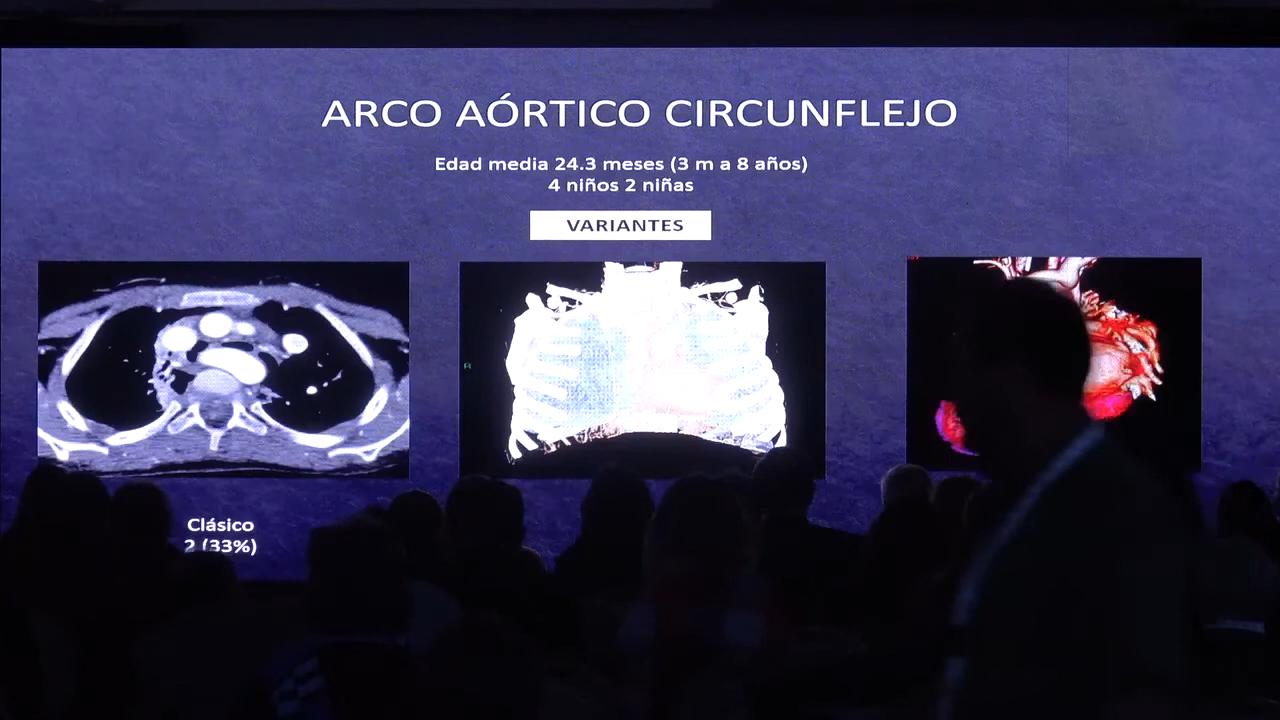 ARCO AÓRTICO CIRCUNFLEJO
Edad media 24.3 meses (3 m a 8 años)
4 niños 2 niñas
VARIANTES
Clásico
2 (33%)